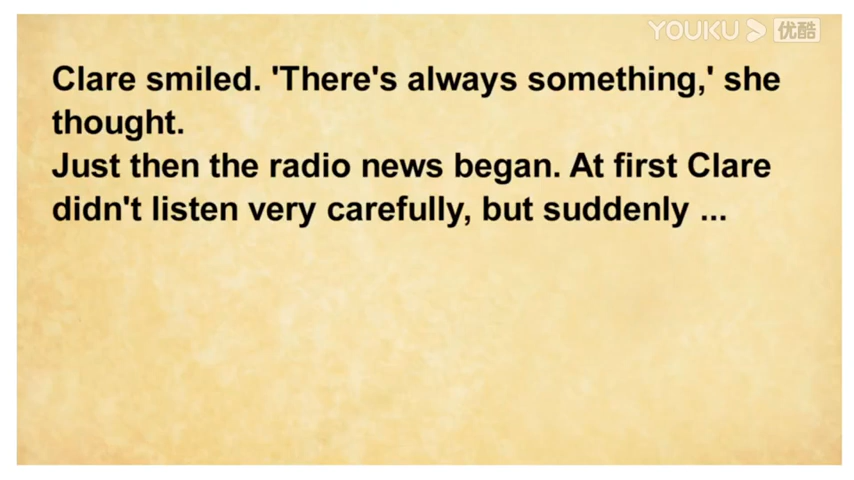 YOUKU 优酷
Clare smiled. 'There's always something,' she
thought.
Just then the radio news began. At first Clare
didn't listen very carefully, but suddenly ...